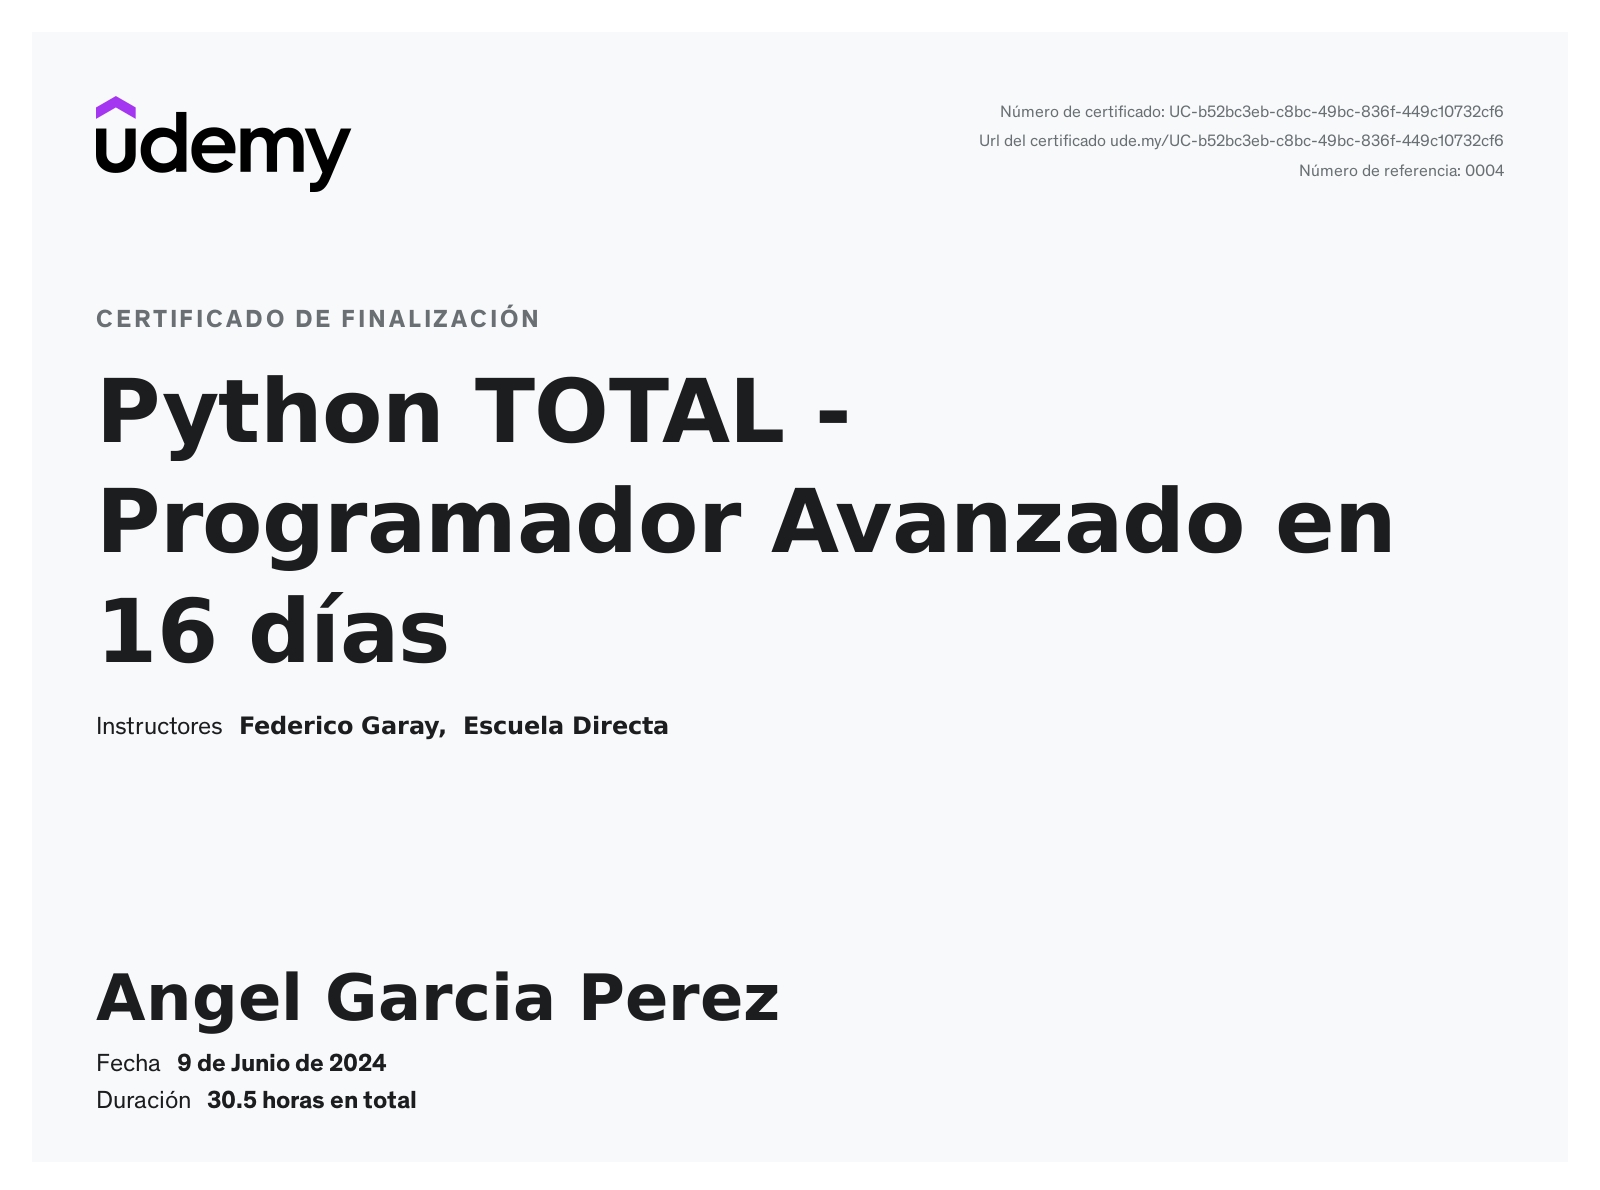 udemy
Número de certificado: UC-b52bc3eb-c8bc-49bc-836f-449c10732cf6
Url del certificado ude.my/UC-b52bc3eb-c8bc-49bc-836f-449c10732cf6
Número de referencia: 0004
CERTIFICADO DE FINALIZACIÓN
Python TOTAL -
Programador Avanzado en
16 días
Instructores Federico Garay, Escuela Directa
Angel Garcia Perez
Fecha 9 de Junio de 2024
Duración 30.5 horas en total